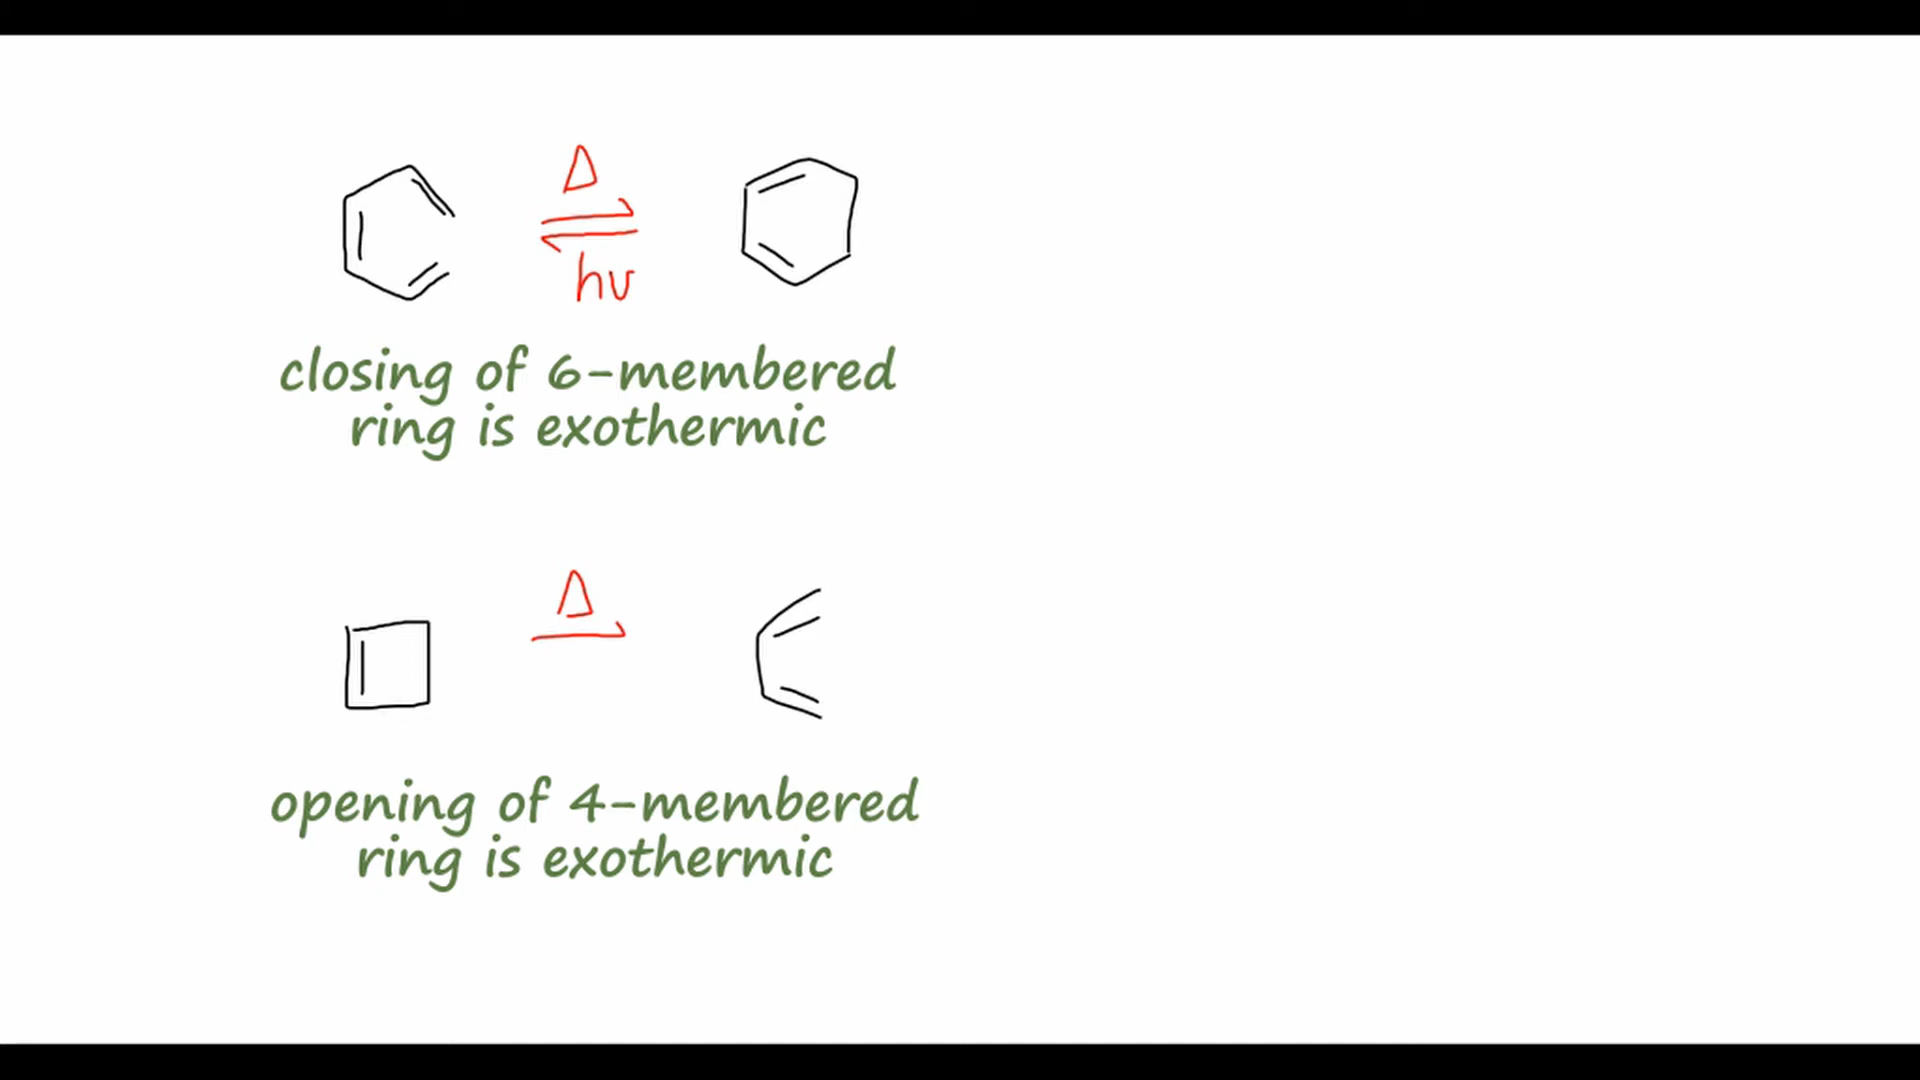 Δ
hν
closing of 6-membered
ring is exothermic
Δ
opening of 4-membered
ring is exothermic